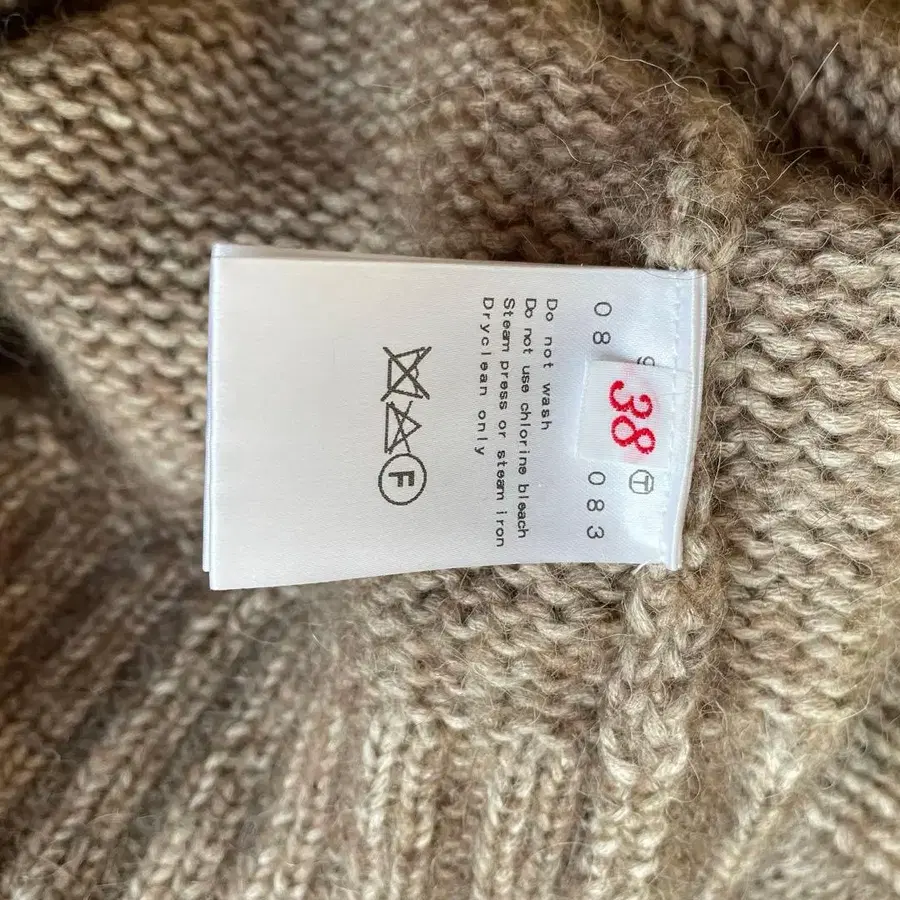 38
T
08 083
Do not wash
Do not use chlorine bleach
Steam press or steam iron
Dryclean only
F